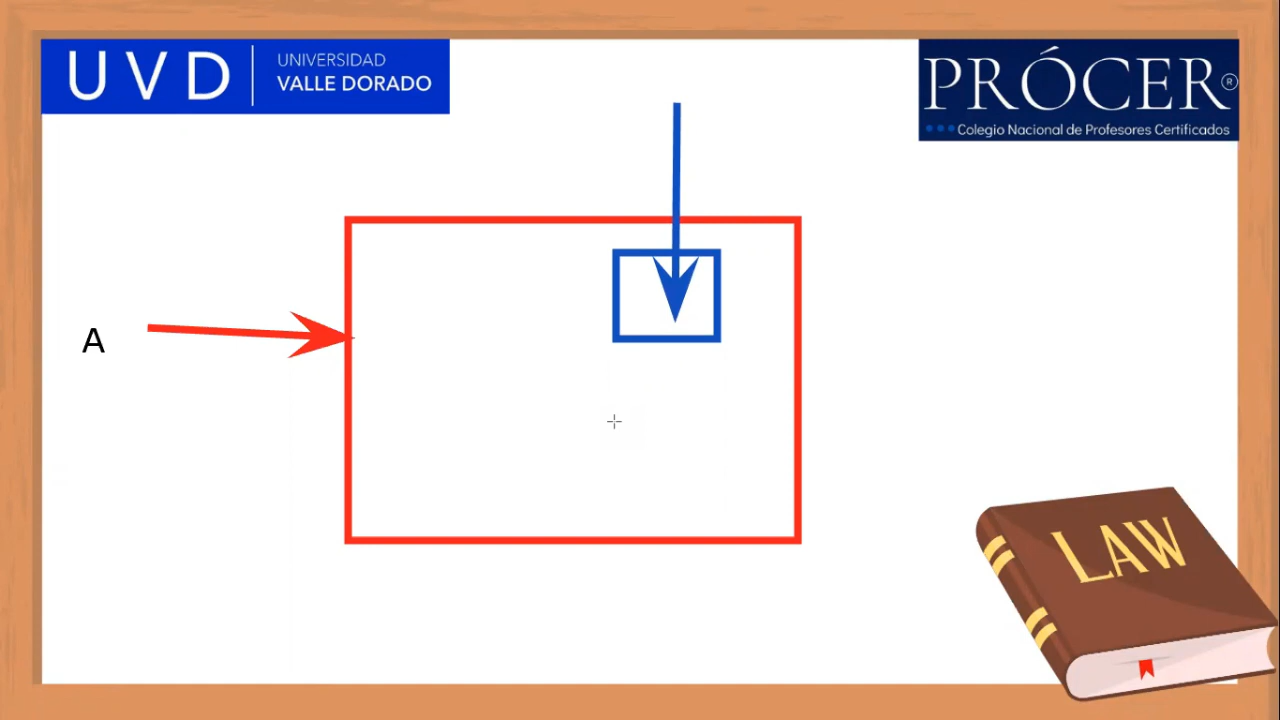 UVD
UNIVERSIDAD
VALLE DORADO
PRÓCER®
Colegio Nacional de Profesores Certificados
A
LAW